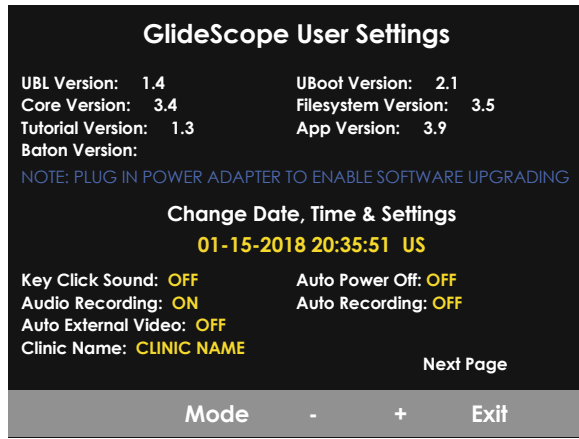 GlideScope User Settings
UBL Version: 1.4 UBoot Version: 2.1
Core Version: 3.4 Filesystem Version: 3.5
Tutorial Version: 1.3 App Version: 3.9
Baton Version:
NOTE: PLUG IN POWER ADAPTER TO ENABLE SOFTWARE UPGRADING
Change Date, Time & Settings
01-15-2018 20:35:51 US
Key Click Sound: OFF Auto Power Off: OFF
Audio Recording: ON Auto Recording: OFF
Auto External Video: OFF
Clinic Name: CLINIC NAME
Next Page
Mode - + Exit